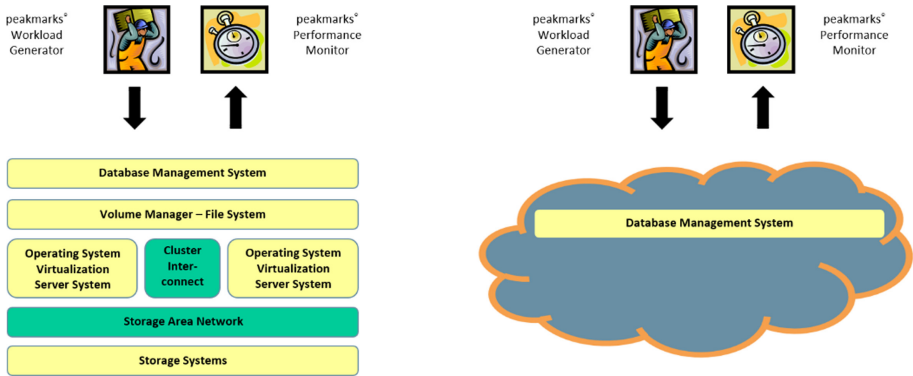 peakmarks©
Workload
Generator
peakmarks©
Performance
Monitor
Database Management System
Volume Manager – File System
Operating System
Virtualization
Server System
Cluster
Inter-
connect
Operating System
Virtualization
Server System
Storage Area Network
Storage Systems
peakmarks©
Workload
Generator
peakmarks©
Performance
Monitor
Database Management System